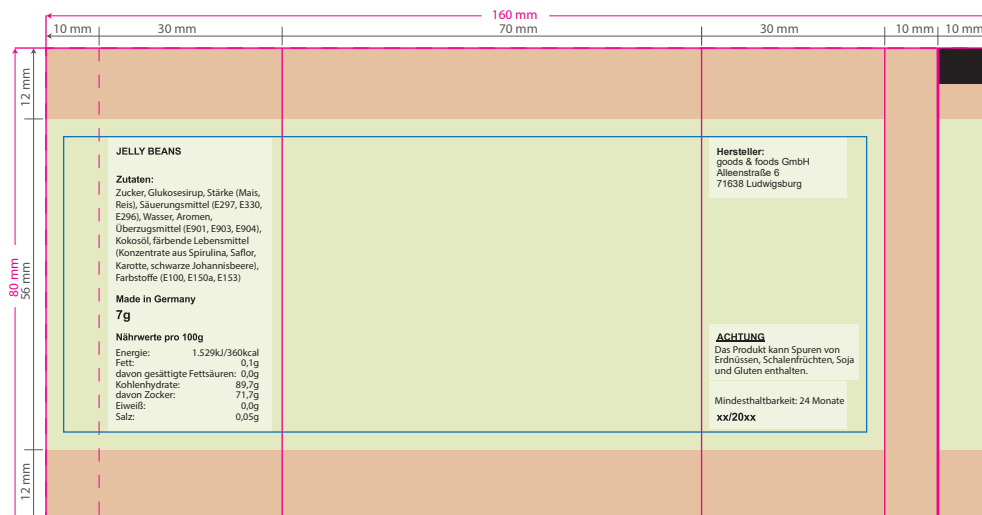 160 mm
10 mm
30 mm
70 mm
30 mm
10 mm
10 mm
12 mm
80 mm
56 mm
12 mm
JELLY BEANS
Zutaten:
Zucker, Glukosesirup, Stärke (Mais,
Reis), Säuerungsmittel (E297, E330,
E296), Wasser, Aromen,
Überzugsmittel (E901, E903, E904),
Kokosöl, färbende Lebensmittel
(Konzentrate aus Spirulina, Saflor,
Karotte, schwarze Johannisbeere),
Farbstoffe (E100, E150a, E153)
Made in Germany
7g
Nährwerte pro 100g
Energie: 1.529kJ/360kcal
Fett: 0,1g
davon gesättigte Fettsäuren: 0,0g
Kohlenhydrate: 89,7g
davon Zocker: 71,7g
Eiweiß: 0,0g
Salz: 0,05g
Hersteller:
goods & foods GmbH
Alleenstraße 6
71638 Ludwigsburg
ACHTUNG
Das Produkt kann Spuren von
Erdnüssen, Schalenfrüchten, Soja
und Gluten enthalten.
Mindesthaltbarkeit: 24 Monate
xx/20xx